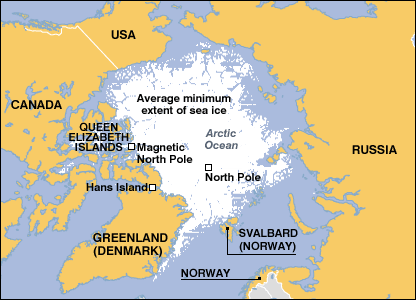 USA
Average minimum
extent of sea ice
CANADA
QUEEN
ELIZABETH
ISLANDS
Arctic
Ocean
Magnetic
North Pole
RUSSIA
North Pole
Hans Island
GREENLAND
(DENMARK)
SVALBARD
(NORWAY)
NORWAY